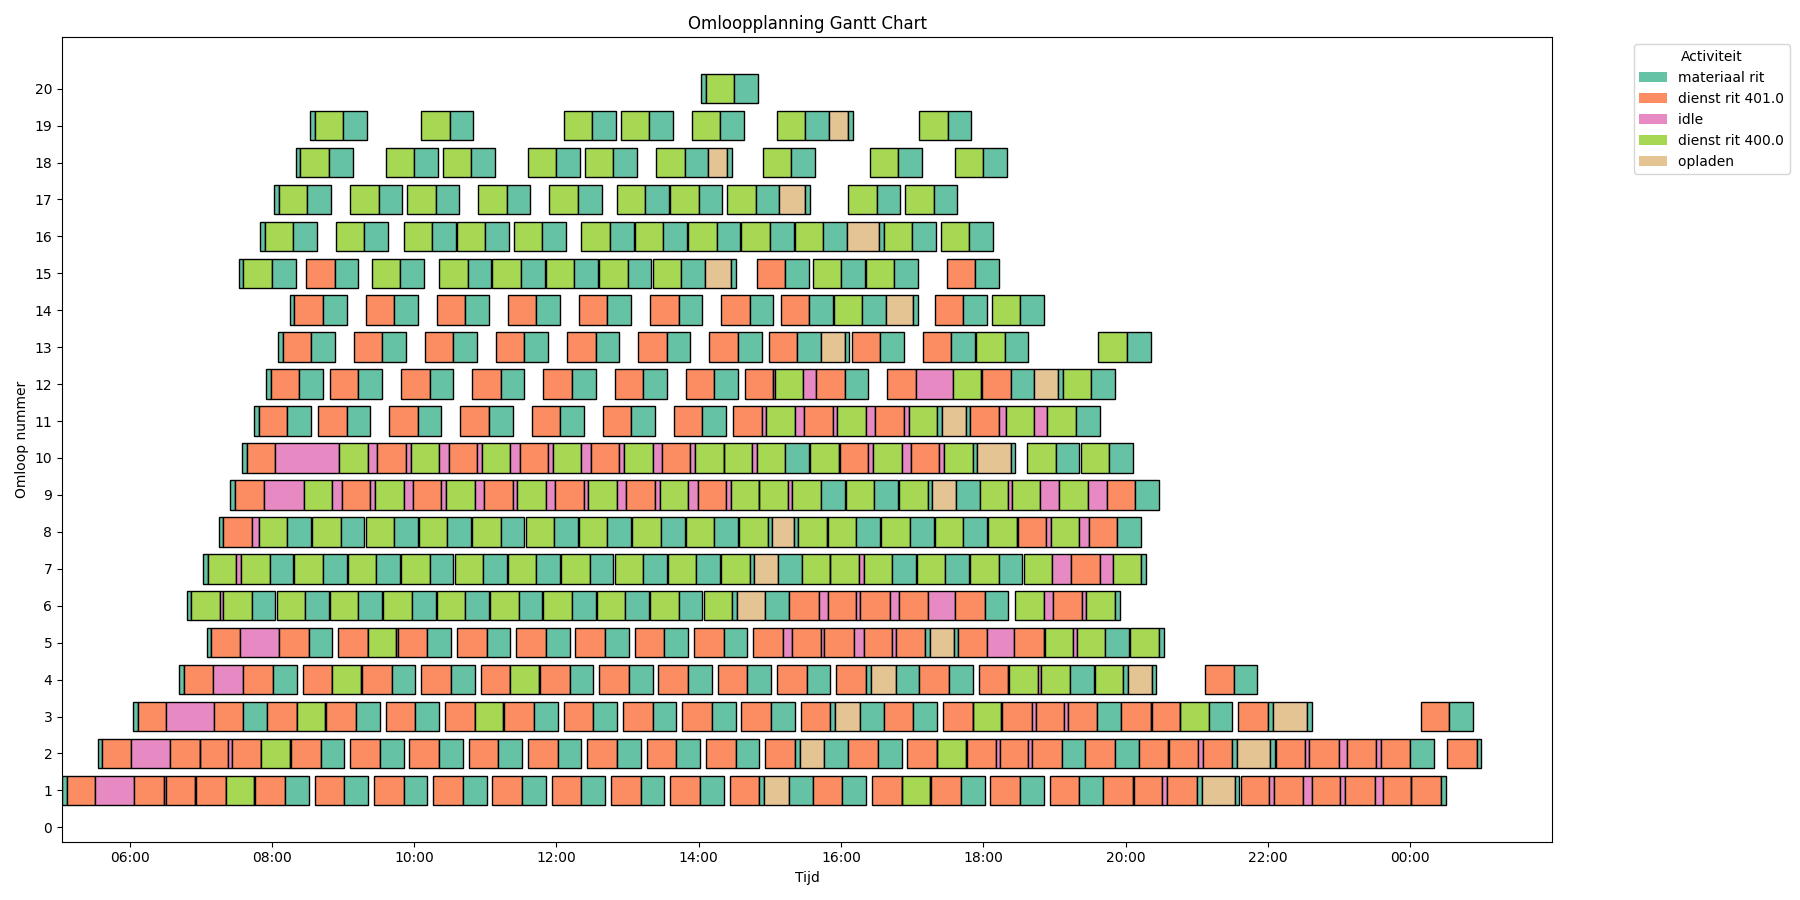 Omloopplanning Gantt Chart
Activiteit
materiaal rit
dienst rit 401.0
idle
dienst rit 400.0
opladen
Omloop nummer
20
19
18
17
16
15
14
13
12
11
10
9
8
7
6
5
4
3
2
1
0
06:00 08:00 10:00 12:00 14:00 16:00 18:00 20:00 22:00 00:00
Tijd